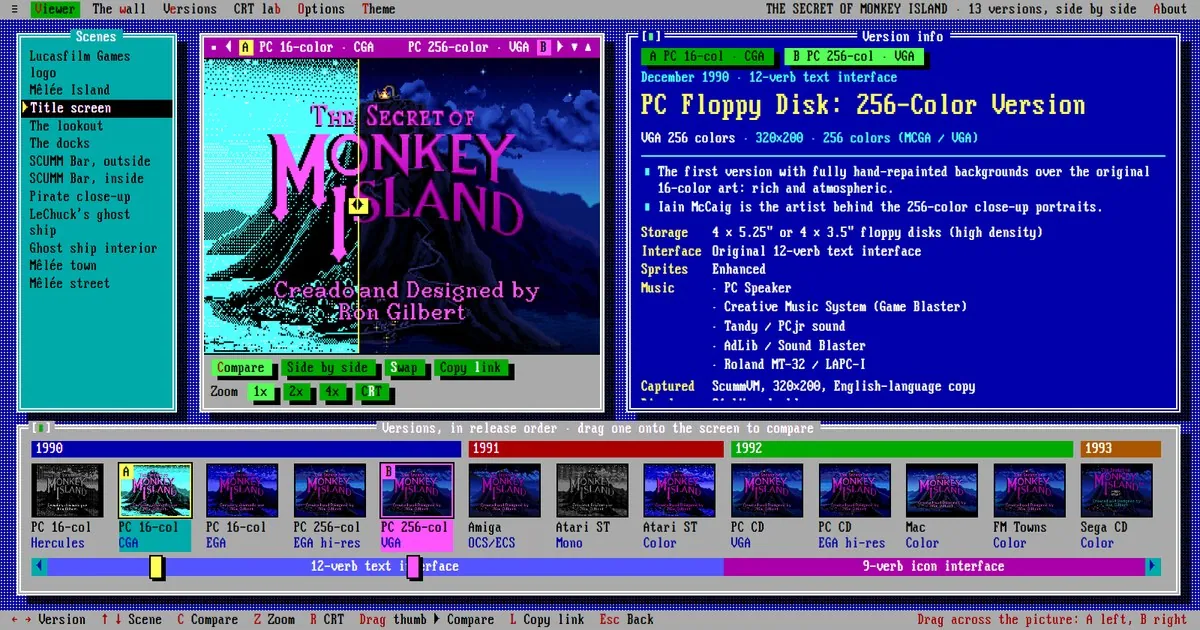 ≡ Viewer The wall Versions CRT lab Options Theme THE SECRET OF MONKEY ISLAND · 13 versions, side by side About
Scenes
Lucasfilm Games
logo
Mêlée Island
Title screen
The lookout
The docks
SCUMM Bar, outside
SCUMM Bar, inside
Pirate close-up
LeChuck's ghost
ship
Ghost ship interior
Mêlée town
Mêlée street
A PC 16-color · CGA PC 256-color · VGA B
THE SECRET OF
MONKEY
ISLAND
Creado and Designed by
Ron Gilbert
Compare Side by side Swap Copy link
Zoom 1x 2x 4x CRT
Version info
A PC 16-col · CGA B PC 256-col · VGA
December 1990 · 12-verb text interface
PC Floppy Disk: 256-Color Version
VGA 256 colors · 320x200 · 256 colors (MCGA / VGA)
The first version with fully hand-repainted backgrounds over the original
16-color art: rich and atmospheric.
Iain McCaig is the artist behind the 256-color close-up portraits.
Storage 4 × 5.25" or 4 × 3.5" floppy disks (high density)
Interface Original 12-verb text interface
Sprites Enhanced
Music · PC Speaker
· Creative Music System (Game Blaster)
· Tandy / PCjr sound
· AdLib / Sound Blaster
· Roland MT-32 / LAPC-I
Captured ScummVM, 320×200, English-language copy
Versions, in release order · drag one onto the screen to compare
1990 1991 1992 1993
A B
PC 16-col PC 16-col PC 16-col PC 256-col PC 256-col Amiga Atari ST Atari ST PC CD PC CD Mac FM Towns Sega CD
Hercules CGA EGA EGA hi-res VGA OCS/ECS Mono Color VGA EGA hi-res Color Color Color
12-verb text interface 9-verb icon interface
← → Version ↑ ↓ Scene C Compare Z Zoom R CRT Drag thumb ▶ Compare L Copy link Esc Back Drag across the picture: A left, B right